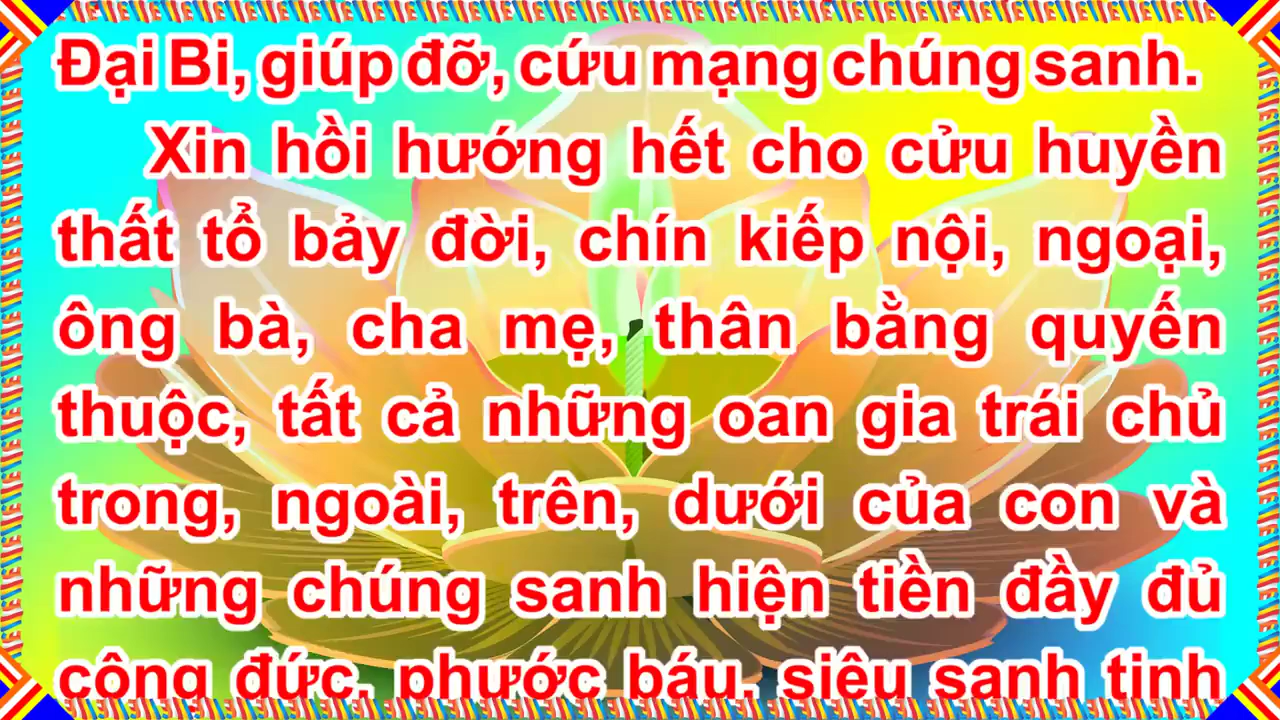 Đại Bi, giúp đỡ, cứu mạng chúng sanh.
Xin hồi hướng hết cho cửu huyền
thất tổ bảy đời, chín kiếp nội, ngoại,
ông bà, cha mẹ, thân bằng quyến
thuộc, tất cả những oan gia trái chủ
trong, ngoài, trên, dưới của con và
những chúng sanh hiện tiền đầy đủ
công đức, phước báu, siêu sanh tịnh